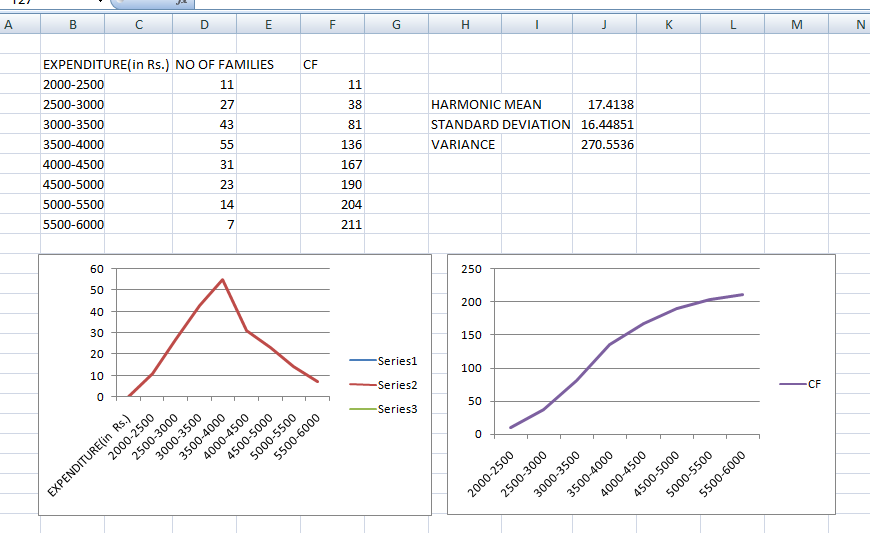 A B C D E F G H I J K L M N
EXPENDITURE(in Rs.) NO OF FAMILIES CF
2000-2500 11 11
2500-3000 27 38 HARMONIC MEAN 17.4138
3000-3500 43 81 STANDARD DEVIATION 16.44851
3500-4000 55 136 VARIANCE 270.5536
4000-4500 31 167
4500-5000 23 190
5000-5500 14 204
5500-6000 7 211
60
50
40
30
20
10
0
EXPENDITURE(in Rs.)
2000-2500
2500-3000
3000-3500
3500-4000
4000-4500
4500-5000
5000-5500
5500-6000
Series1
Series2
Series3
250
200
150
100
50
0
2000-2500
2500-3000
3000-3500
3500-4000
4000-4500
4500-5000
5000-5500
5500-6000
CF